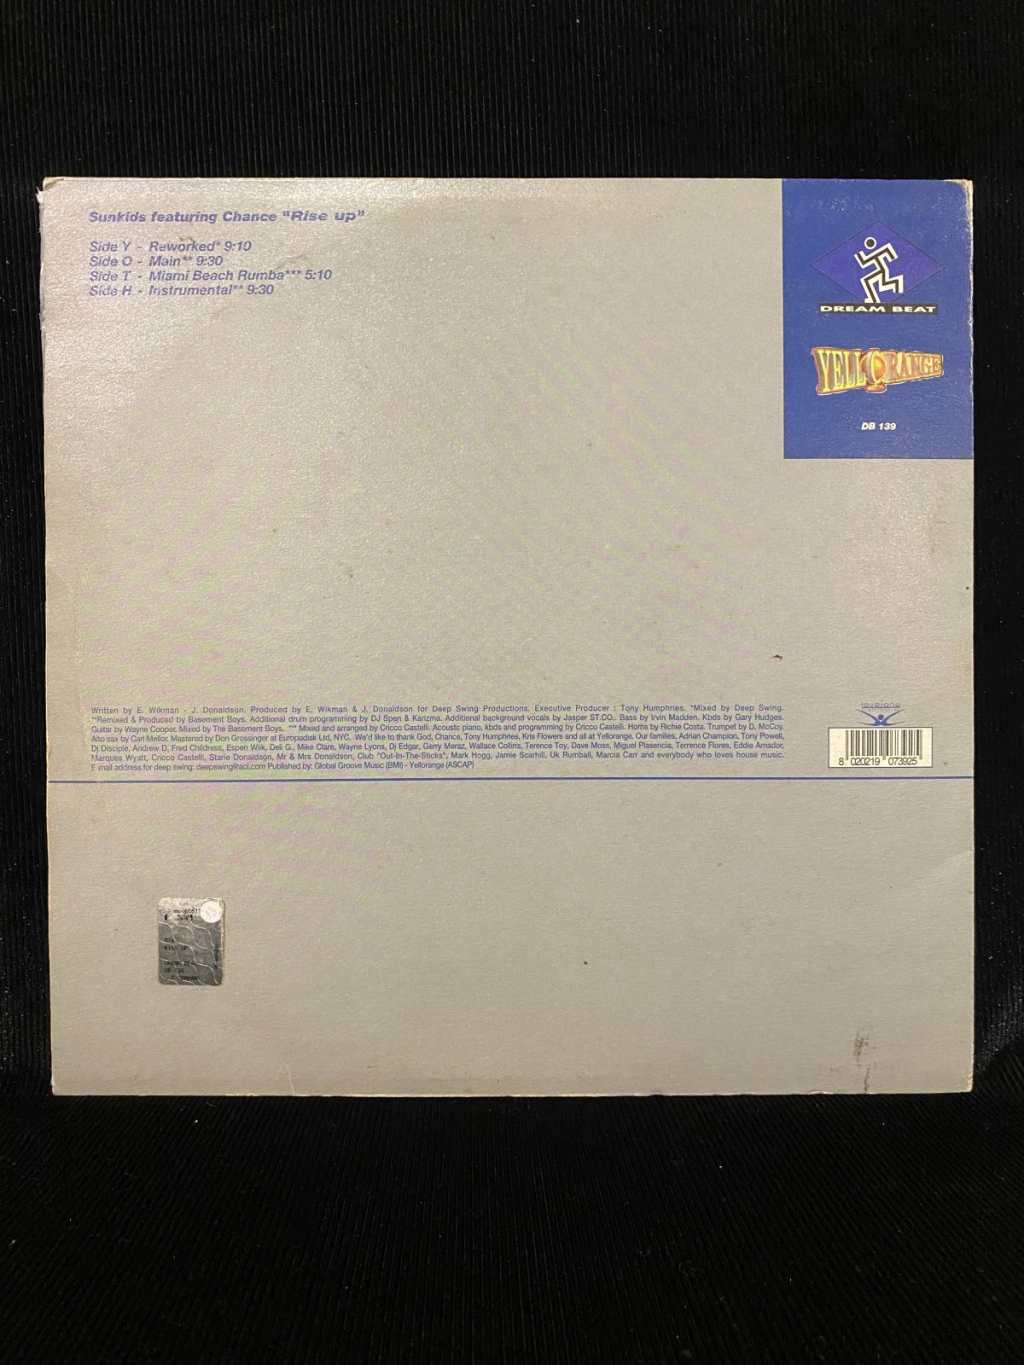 Sunkids featuring Chance "Rise up"
Side Y - Reworked* 9:10
Side O - Main** 9:30
Side T - Miami Beach Rumba*** 5:10
Side H - Instrumental** 9:30
DREAM BEAT
YELLORANGE
DB 139
Written by E. Wikman - J. Donaldson. Produced by E. Wikman & J. Donaldson for Deep Swing Productions. Executive Producer : Tony Humphries. *Mixed by Deep Swing.
**Remixed & Produced by Basement Boys. Additional drum programming by DJ Spen & Karizma. Additional background vocals by Jasper ST.CO.. Bass by Irvin Madden. Kbds by Gary Hudges.
Guitar by Wayne Cooper. Mixed by The Basement Boys. *** Mixed and arranged by Cricco Castelli. Acoustc piano, kbds and programming by Cricco Castelli. Horns by Richie Costa. Trumpet by D. McCoy.
Alto sax by Carl Mellor. Mastered by Don Grossinger at Europadisk Ltd, NYC. We'd like to thank God, Chance, Tony Humphries, Kris Flowers and all at Yellorange. Our families, Adrian Champion, Tony Powell,
Dj Disciple, Andrew D, Fred Childress, Espen Wiik, Deli G., Mike Clare, Wayne Lyons, Dj Edgar, Gerry Meraz, Wallace Collins, Terence Toy, Dave Moss, Miguel Plasencia, Terrence Flores, Eddie Amador,
Marques Wyatt, Cricco Castelli, Starie Donaldson, Mr & Mrs Donaldson, Club "Out-In-The-Sticks", Mark Hogg, Jamie Scarhill, Uk Rumball, Marcia Carr and everybody who loves house music.
E mail address for deep swing: deepswing@aol.com Published by: Global Groove Music (BMI) - Yellorange (ASCAP)
8 020219 073925